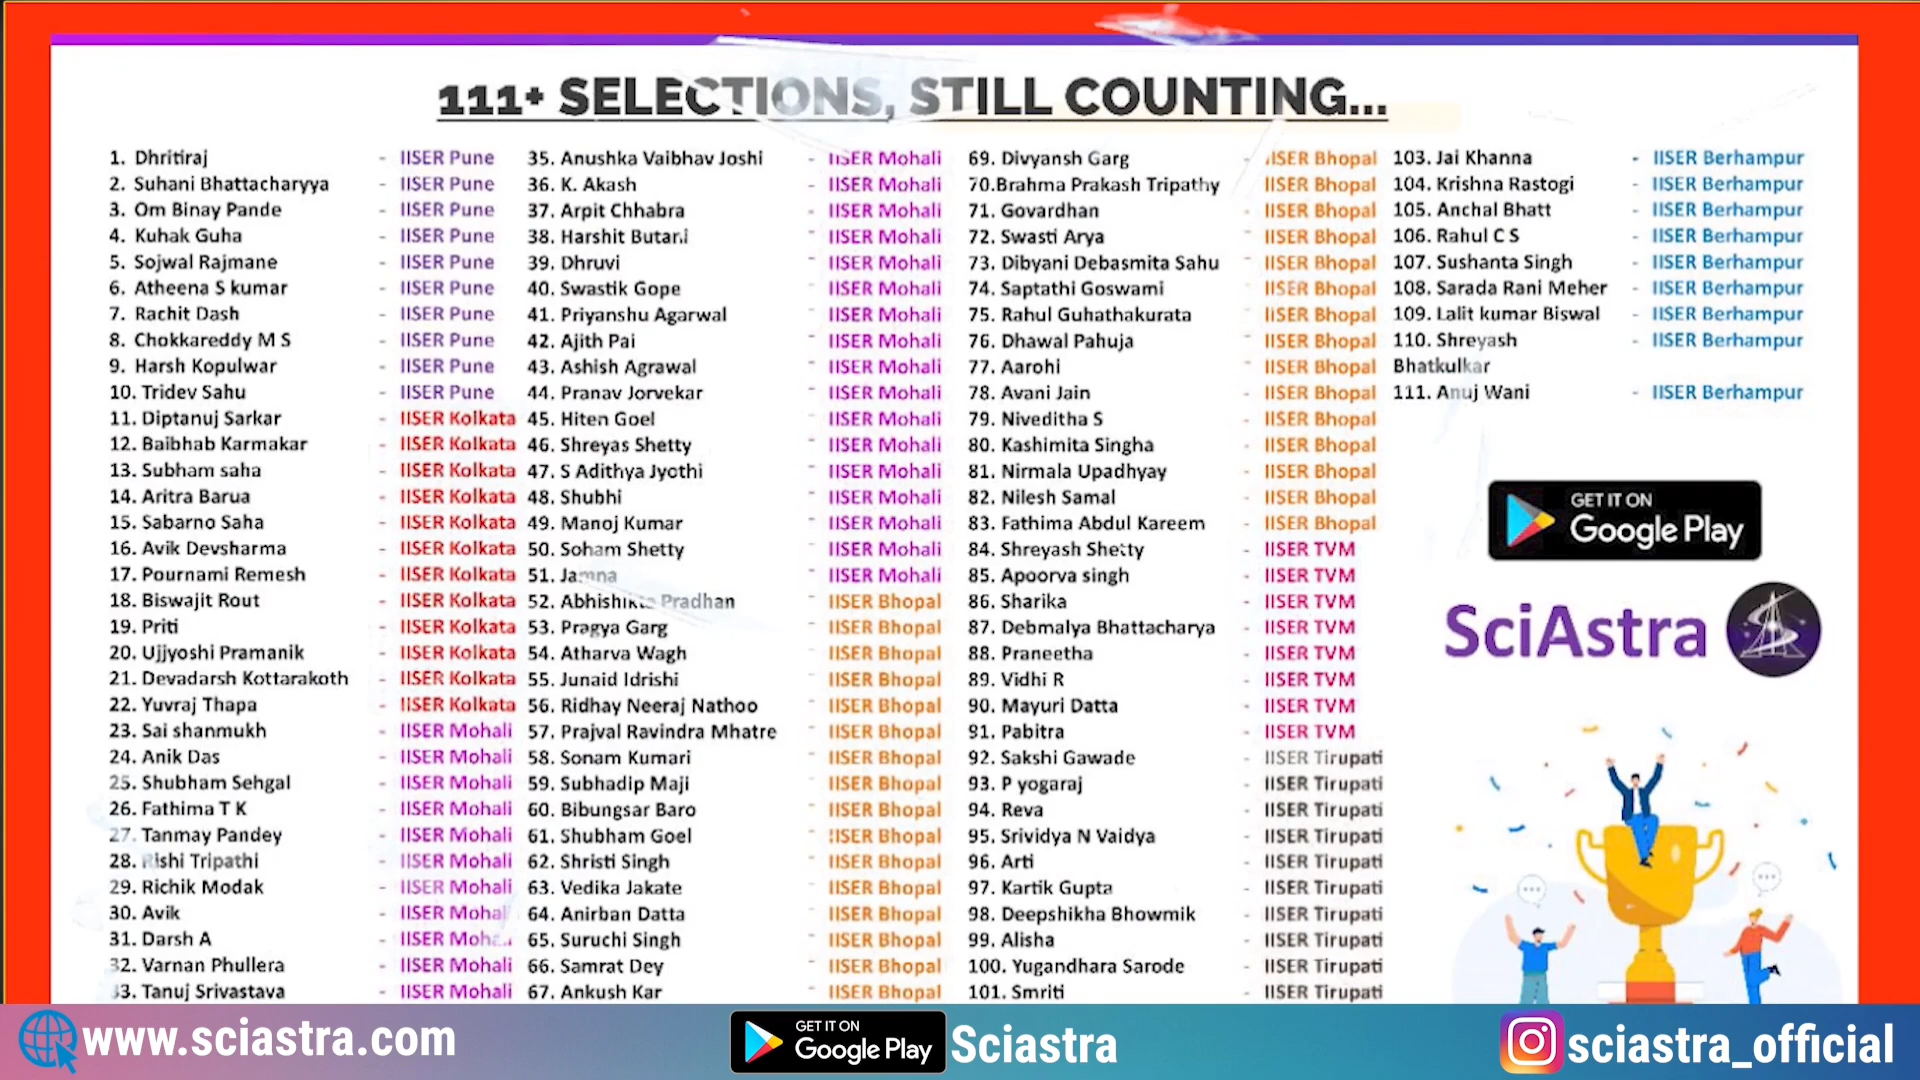 111+ SELECTIONS, STILL COUNTING...
1. Dhritiraj - IISER Pune
2. Suhani Bhattacharyya - IISER Pune
3. Om Binay Pande - IISER Pune
4. Kuhak Guha - IISER Pune
5. Sojwal Rajmane - IISER Pune
6. Atheena S kumar - IISER Pune
7. Rachit Dash - IISER Pune
8. Chokkareddy M S - IISER Pune
9. Harsh Kopulwar - IISER Pune
10. Tridev Sahu - IISER Pune
11. Diptanuj Sarkar - IISER Kolkata
12. Baibhab Karmakar - IISER Kolkata
13. Subham saha - IISER Kolkata
14. Aritra Barua - IISER Kolkata
15. Sabarno Saha - IISER Kolkata
16. Avik Devsharma - IISER Kolkata
17. Pournami Remesh - IISER Kolkata
18. Biswajit Rout - IISER Kolkata
19. Priti - IISER Kolkata
20. Ujjyoshi Pramanik - IISER Kolkata
21. Devadarsh Kottarakoth - IISER Kolkata
22. Yuvraj Thapa - IISER Kolkata
23. Sai shanmukh - IISER Mohali
24. Anik Das - IISER Mohali
25. Shubham Sehgal - IISER Mohali
26. Fathima T K - IISER Mohali
27. Tanmay Pandey - IISER Mohali
28. Rishi Tripathi - IISER Mohali
29. Richik Modak - IISER Mohali
30. Avik - IISER Mohali
31. Darsh A - IISER Mohali
32. Varnan Phullera - IISER Mohali
33. Tanuj Srivastava - IISER Mohali
35. Anushka Vaibhav Joshi - IISER Mohali
36. K. Akash - IISER Mohali
37. Arpit Chhabra - IISER Mohali
38. Harshit Butani - IISER Mohali
39. Dhruvi - IISER Mohali
40. Swastik Gope - IISER Mohali
41. Priyanshu Agarwal - IISER Mohali
42. Ajith Pai - IISER Mohali
43. Ashish Agrawal - IISER Mohali
44. Pranav Jorvekar - IISER Mohali
45. Hiten Goel - IISER Mohali
46. Shreyas Shetty - IISER Mohali
47. S Adithya Jyothi - IISER Mohali
48. Shubhi - IISER Mohali
49. Manoj Kumar - IISER Mohali
50. Soham Shetty - IISER Mohali
51. Jamna - IISER Mohali
52. Abhishikta Pradhan - IISER Bhopal
53. Pragya Garg - IISER Bhopal
54. Atharva Wagh - IISER Bhopal
55. Junaid Idrishi - IISER Bhopal
56. Ridhay Neeraj Nathoo - IISER Bhopal
57. Prajval Ravindra Mhatre - IISER Bhopal
58. Sonam Kumari - IISER Bhopal
59. Subhadip Maji - IISER Bhopal
60. Bibungsar Baro - IISER Bhopal
61. Shubham Goel - IISER Bhopal
62. Shristi Singh - IISER Bhopal
63. Vedika Jakate - IISER Bhopal
64. Anirban Datta - IISER Bhopal
65. Suruchi Singh - IISER Bhopal
66. Samrat Dey - IISER Bhopal
67. Ankush Kar - IISER Bhopal
69. Divyansh Garg - IISER Bhopal
70.Brahma Prakash Tripathy - IISER Bhopal
71. Govardhan - IISER Bhopal
72. Swasti Arya - IISER Bhopal
73. Dibyani Debasmita Sahu - IISER Bhopal
74. Saptathi Goswami - IISER Bhopal
75. Rahul Guhathakurata - IISER Bhopal
76. Dhawal Pahuja - IISER Bhopal
77. Aarohi - IISER Bhopal
78. Avani Jain - IISER Bhopal
79. Niveditha S - IISER Bhopal
80. Kashimita Singha - IISER Bhopal
81. Nirmala Upadhyay - IISER Bhopal
82. Nilesh Samal - IISER Bhopal
83. Fathima Abdul Kareem - IISER Bhopal
84. Shreyash Shetty - IISER TVM
85. Apoorva singh - IISER TVM
86. Sharika - IISER TVM
87. Debmalya Bhattacharya - IISER TVM
88. Praneetha - IISER TVM
89. Vidhi R - IISER TVM
90. Mayuri Datta - IISER TVM
91. Pabitra - IISER TVM
92. Sakshi Gawade - IISER Tirupati
93. P yogaraj - IISER Tirupati
94. Reva - IISER Tirupati
95. Srividya N Vaidya - IISER Tirupati
96. Arti - IISER Tirupati
97. Kartik Gupta - IISER Tirupati
98. Deepshikha Bhowmik - IISER Tirupati
99. Alisha - IISER Tirupati
100. Yugandhara Sarode - IISER Tirupati
101. Smriti - IISER Tirupati
103. Jai Khanna - IISER Berhampur
104. Krishna Rastogi - IISER Berhampur
105. Anchal Bhatt - IISER Berhampur
106. Rahul C S - IISER Berhampur
107. Sushanta Singh - IISER Berhampur
108. Sarada Rani Meher - IISER Berhampur
109. Lalit kumar Biswal - IISER Berhampur
110. Shreyash - IISER Berhampur
Bhatkulkar
111. Anuj Wani - IISER Berhampur
GET IT ON
Google Play
SciAstra
www.sciastra.com
GET IT ON
Google Play
Sciastra
sciastra_official